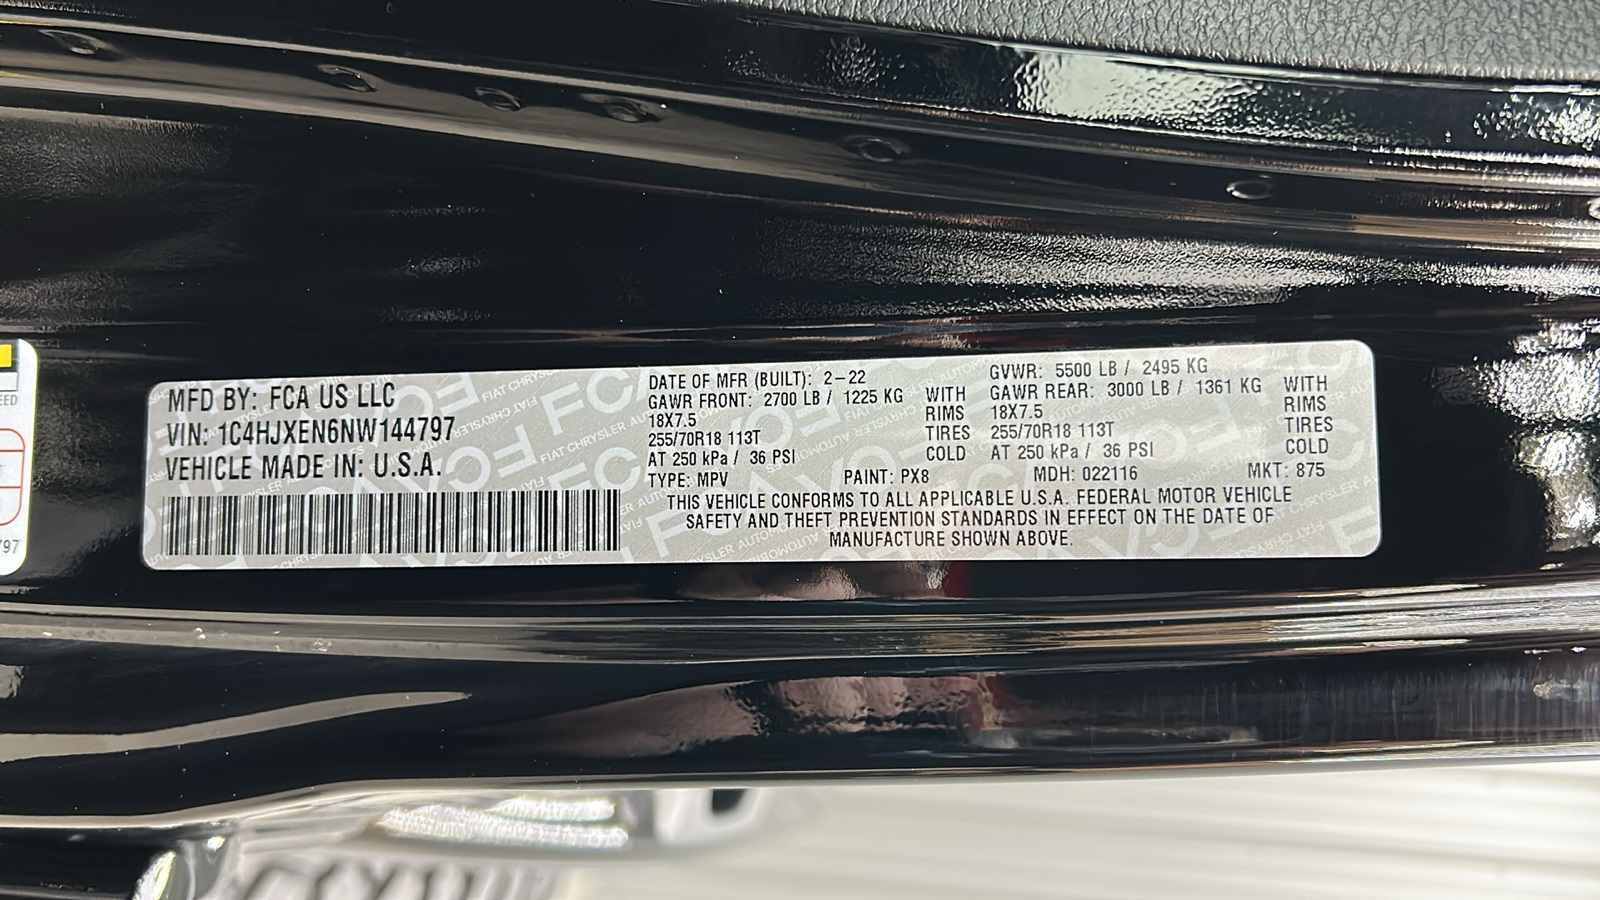 MFD BY: FCA US LLC
VIN: 1C4HJXEN6NW144797
VEHICLE MADE IN: U.S.A.
DATE OF MFR (BUILT): 2-22
GAWR FRONT: 2700 LB / 1225 KG WITH
18X7.5 RIMS
255/70R18 113T TIRES
AT 250 kPa / 36 PSI COLD
GVWR: 5500 LB / 2495 KG
GAWR REAR: 3000 LB / 1361 KG WITH
18X7.5 RIMS
255/70R18 113T TIRES
AT 250 kPa / 36 PSI COLD
TYPE: MPV PAINT: PX8 MDH: 022116 MKT: 875
THIS VEHICLE CONFORMS TO ALL APPLICABLE U.S.A. FEDERAL MOTOR VEHICLE
SAFETY AND THEFT PREVENTION STANDARDS IN EFFECT ON THE DATE OF
MANUFACTURE SHOWN ABOVE.